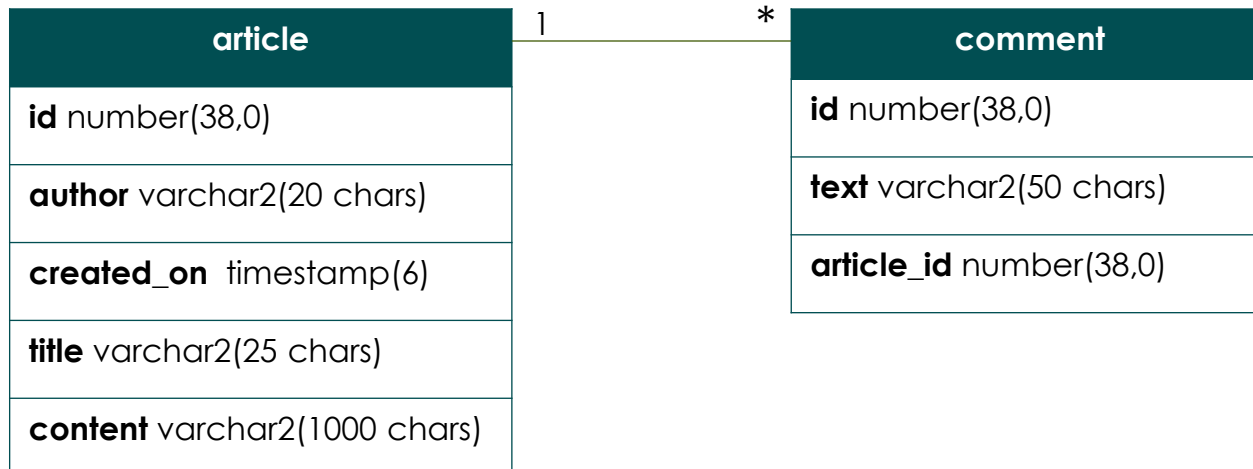 article
id number(38,0)
author varchar2(20 chars)
created_on timestamp(6)
title varchar2(25 chars)
content varchar2(1000 chars)
1
*
comment
id number(38,0)
text varchar2(50 chars)
article_id number(38,0)